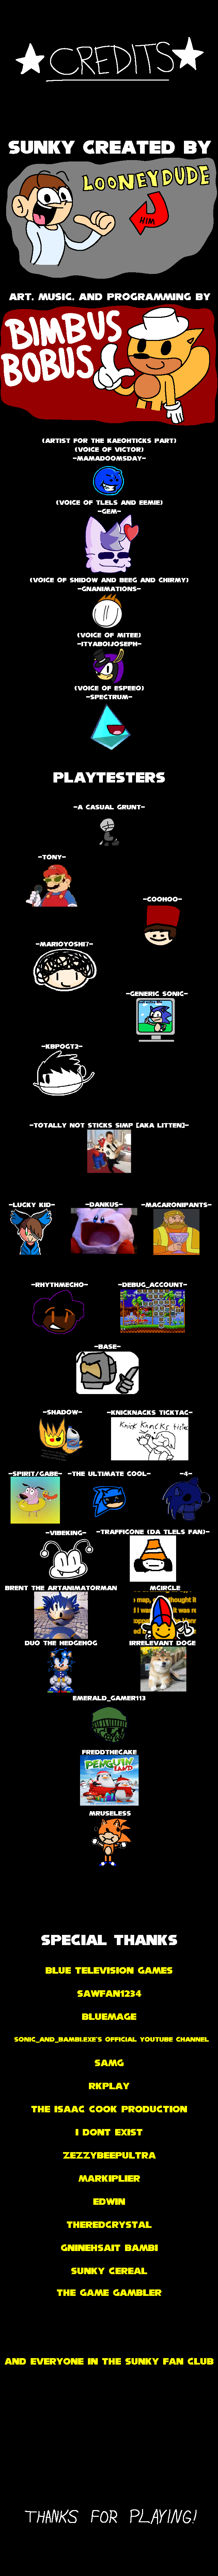 CREDITS
SUNKY CREATED BY
LOONEYDUDE
HIM
ART, MUSIC, AND PROGRAMMING BY
BIMBUS
BOBUS
(ARTIST FOR THE KAEOHTICKS PART)
(VOICE OF VICTOR)
-MAMADOOMSDAY-
(VOICE OF TLELS AND EEMIE)
-GEM-
(VOICE OF SHIDOW AND BEEG AND CHIRMY)
-GNANIMATIONS-
(VOICE OF MITEE)
-ITYABOIJOSEPH-
(VOICE OF ESPEEO)
-SPECTRUM-
PLAYTESTERS
-A CASUAL GRUNT-
-TONY-
-COOHOO-
-MARIOYOSHI7-
-GENERIC SONIC-
-KBPOGT2-
-TOTALLY NOT STICKS SIMP [AKA LITTEN]-
-LUCKY KID- -DANKUS- -MACARONIPANTS-
-RHYTHMECHO- -DEBUG_ACCOUNT-
-BASE-
-SHADOW- -KNICKNACKS TICKTAC-
Knick Knacks
-SPIRIT/GABE- -THE ULTIMATE COOL- -4-
-VIBEKING- -TRAFFICONE (DA TLELS FAN)-
BRENT THE ARTANIMATORMAN MCIRCLE
DUO THE HEDGEHOG IRRELEVANT DOGE
EMERALD_GAMER113
FREDDTHECAKE
PENGUIN
LAND
MRUSELESS
SPECIAL THANKS
BLUE TELEVISION GAMES
SAWFAN1234
BLUEMAGE
SONIC_AND_BAMBI.EXE'S OFFICIAL YOUTUBE CHANNEL
SAMG
RKPLAY
THE ISAAC COOK PRODUCTION
I DONT EXIST
ZEZZYBEEPULTRA
MARKIPLIER
EDWIN
THEREDCRYSTAL
GNINEHSAIT BAMBI
SUNKY CEREAL
THE GAME GAMBLER
AND EVERYONE IN THE SUNKY FAN CLUB
THANKS FOR PLAYING!